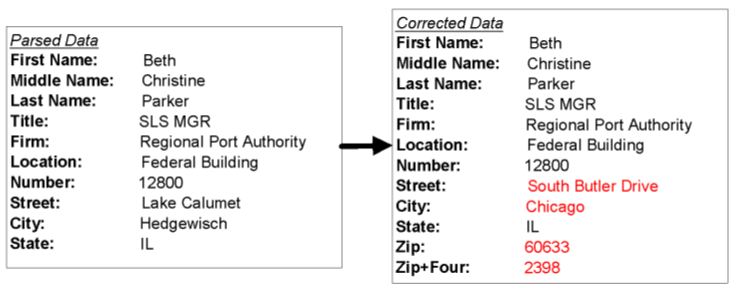 Parsed Data
First Name: Beth
Middle Name: Christine
Last Name: Parker
Title: SLS MGR
Firm: Regional Port Authority
Location: Federal Building
Number: 12800
Street: Lake Calumet
City: Hedgewisch
State: IL
Corrected Data
First Name: Beth
Middle Name: Christine
Last Name: Parker
Title: SLS MGR
Firm: Regional Port Authority
Location: Federal Building
Number: 12800
Street: South Butler Drive
City: Chicago
State: IL
Zip: 60633
Zip+Four: 2398